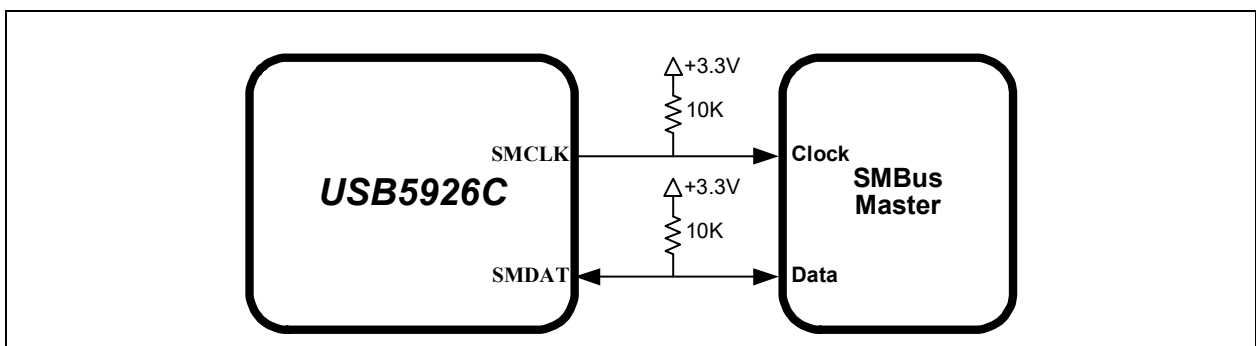 +3.3V
10K
SMCLK
Clock
USB5926C
SMBus
Master
+3.3V
10K
SMDAT
Data